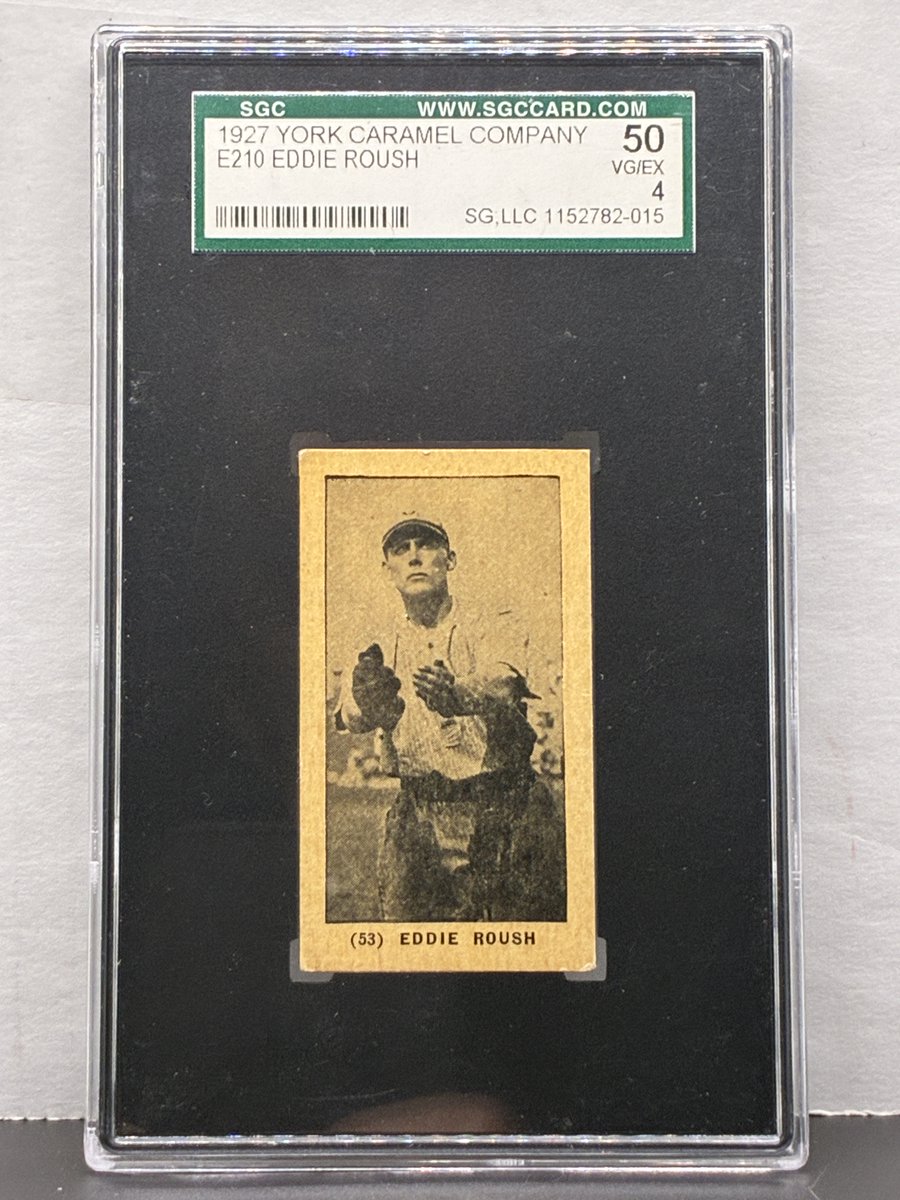 SGC WWW.SGCCARD.COM
1927 YORK CARAMEL COMPANY 50
E210 EDDIE ROUSH VG/EX
4
SG,LLC 1152782-015
(53) EDDIE ROUSH